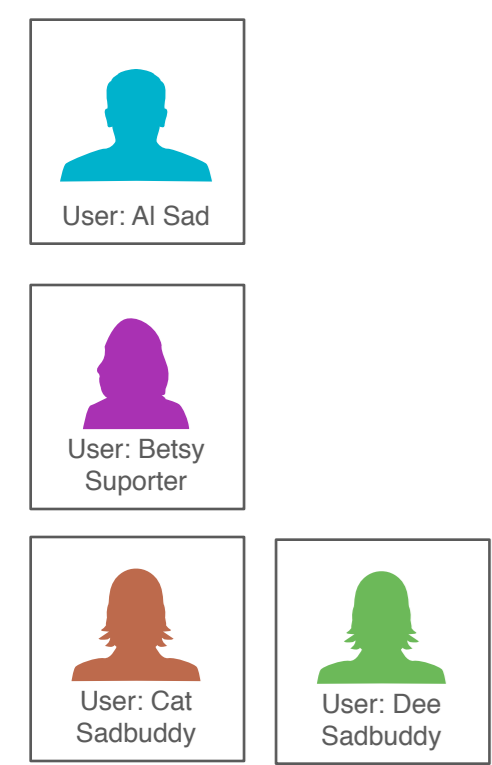 User: Al Sad
User: Betsy
Suporter
User: Cat
Sadbuddy
User: Dee
Sadbuddy